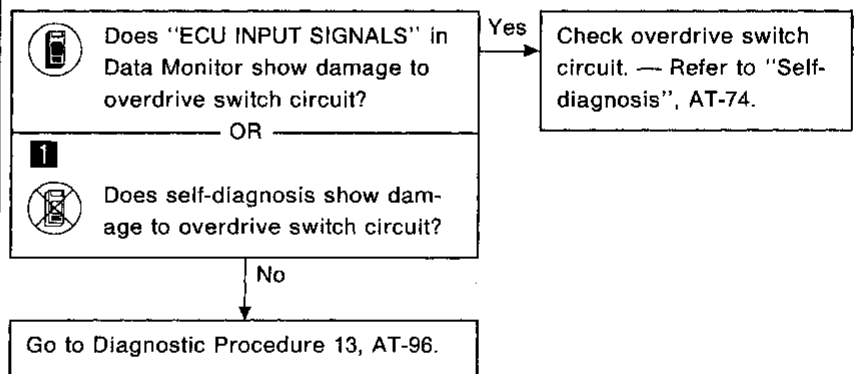 Does "ECU INPUT SIGNALS" in
Data Monitor show damage to
overdrive switch circuit?
OR
1
Does self-diagnosis show dam-
age to overdrive switch circuit?
Yes
Check overdrive switch
circuit. — Refer to "Self-
diagnosis", AT-74.
No
Go to Diagnostic Procedure 13, AT-96.